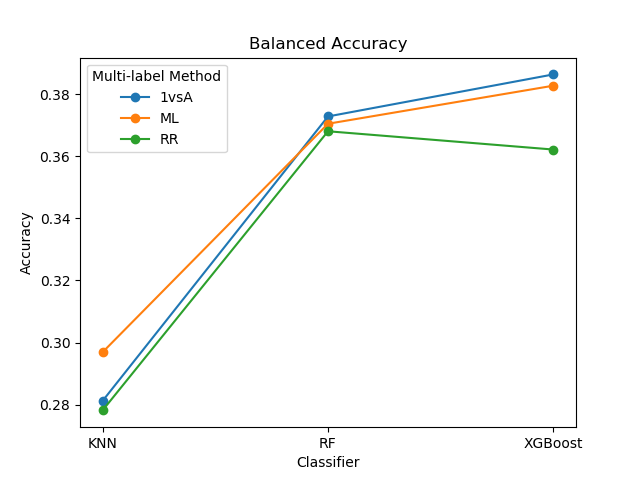 Balanced Accuracy
Multi-label Method
1vsA
ML
RR
0.38
0.36
0.34
0.32
0.30
0.28
Accuracy
KNN RF XGBoost
Classifier